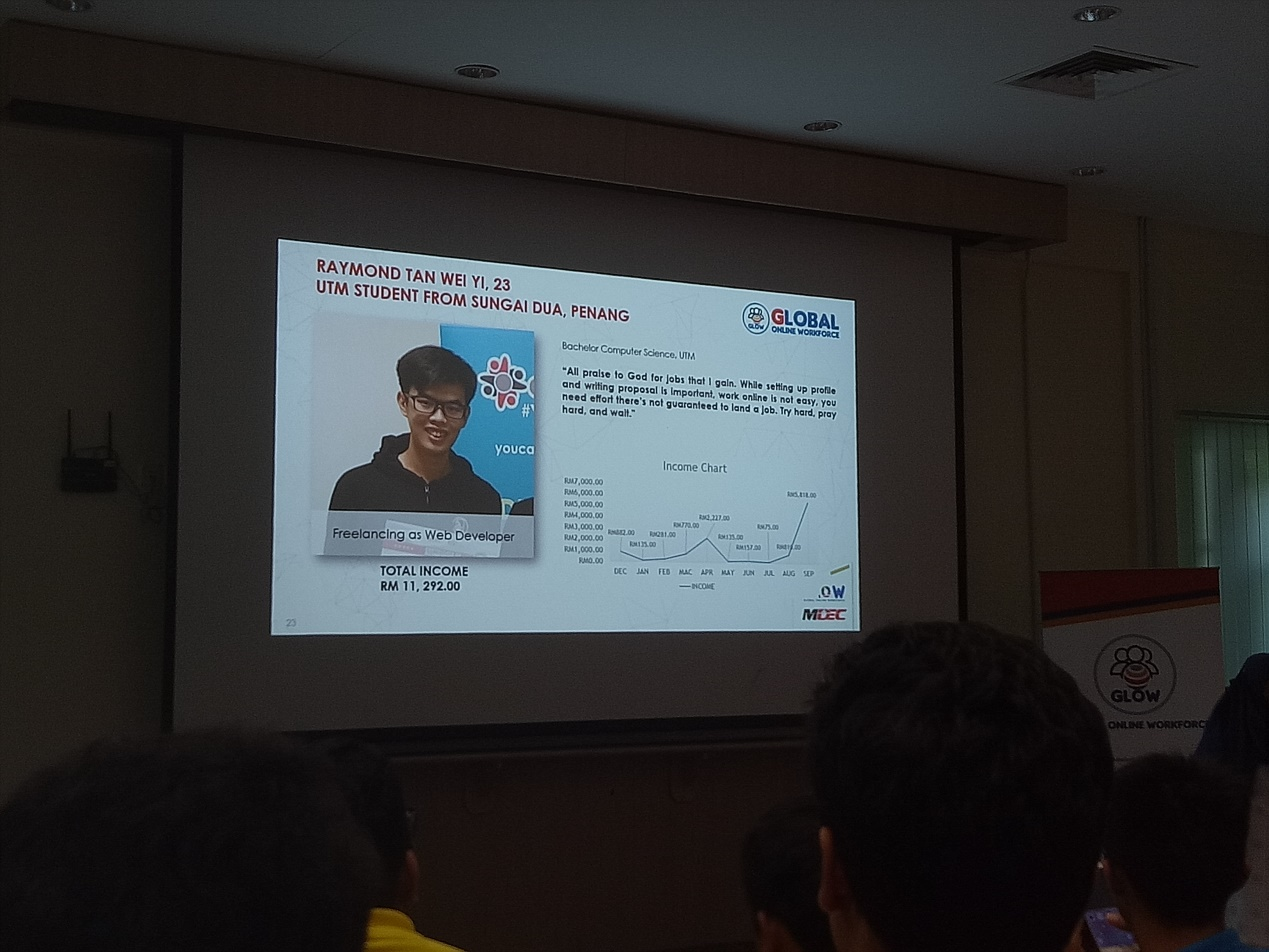 RAYMOND TAN WEI YI, 23
UTM STUDENT FROM SUNGAI DUA, PENANG
GLOW
GLOBAL
ONLINE WORKFORCE
Bachelor Computer Science, UTM
"All praise to God for jobs that I gain. While setting up profile
and writing proposal is important, work online is not easy, you
need effort there's not guaranteed to land a job. Try hard, pray
hard, and wait."
youca
Freelancing as Web Developer
TOTAL INCOME
RM 11, 292.00
Income Chart
RM7,000.00
RM6,000.00
RM5,000.00
RM4,000.00
RM3,000.00
RM2,000.00
RM1,000.00
RM0.00
RM882.00
RM135.00
RM281.00
RM770.00
RM2,227.00
RM135.00
RM157.00
RM75.00
RM5,818.00
DEC JAN FEB MAC APR MAY JUN JUL AUG SEP
INCOME
OW
MDEC
23
GLOW
ONLINE WORKFORCE